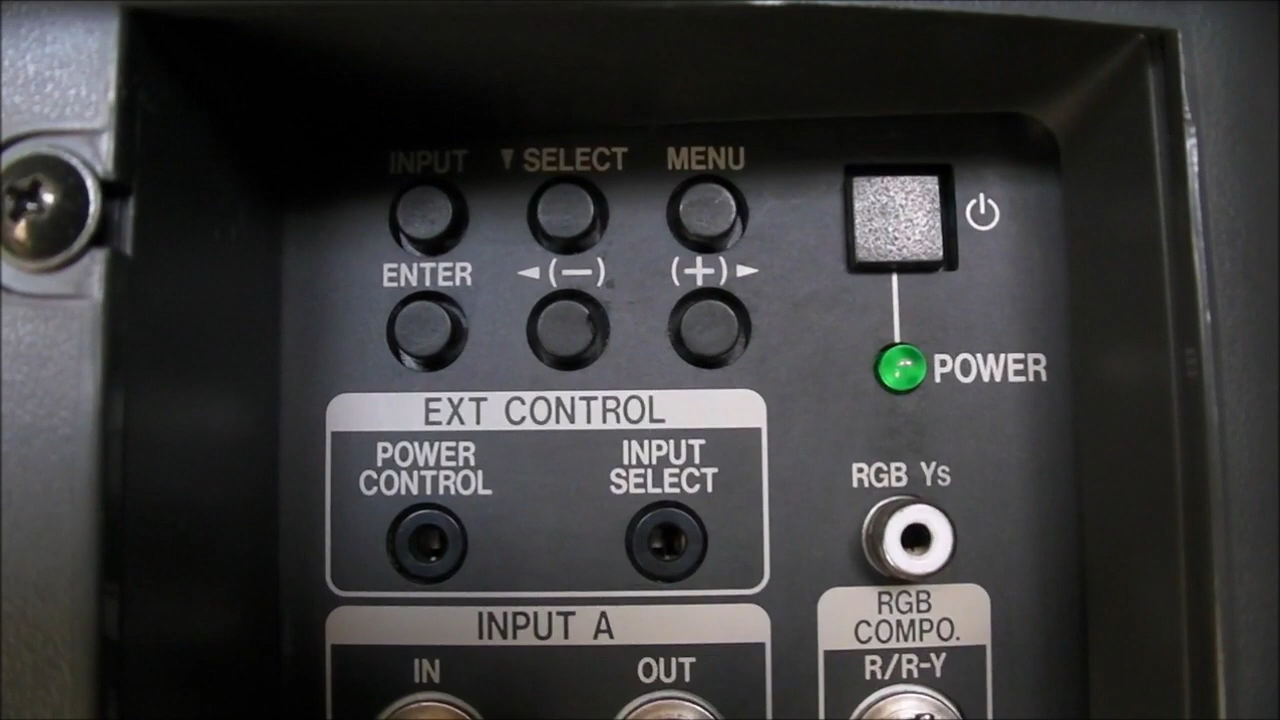 INPUT ▼ SELECT MENU
ENTER ◄(—) (+)►
POWER
EXT CONTROL
POWER
CONTROL
INPUT
SELECT
RGB Ys
INPUT A
RGB
COMPO.
IN OUT R/R-Y